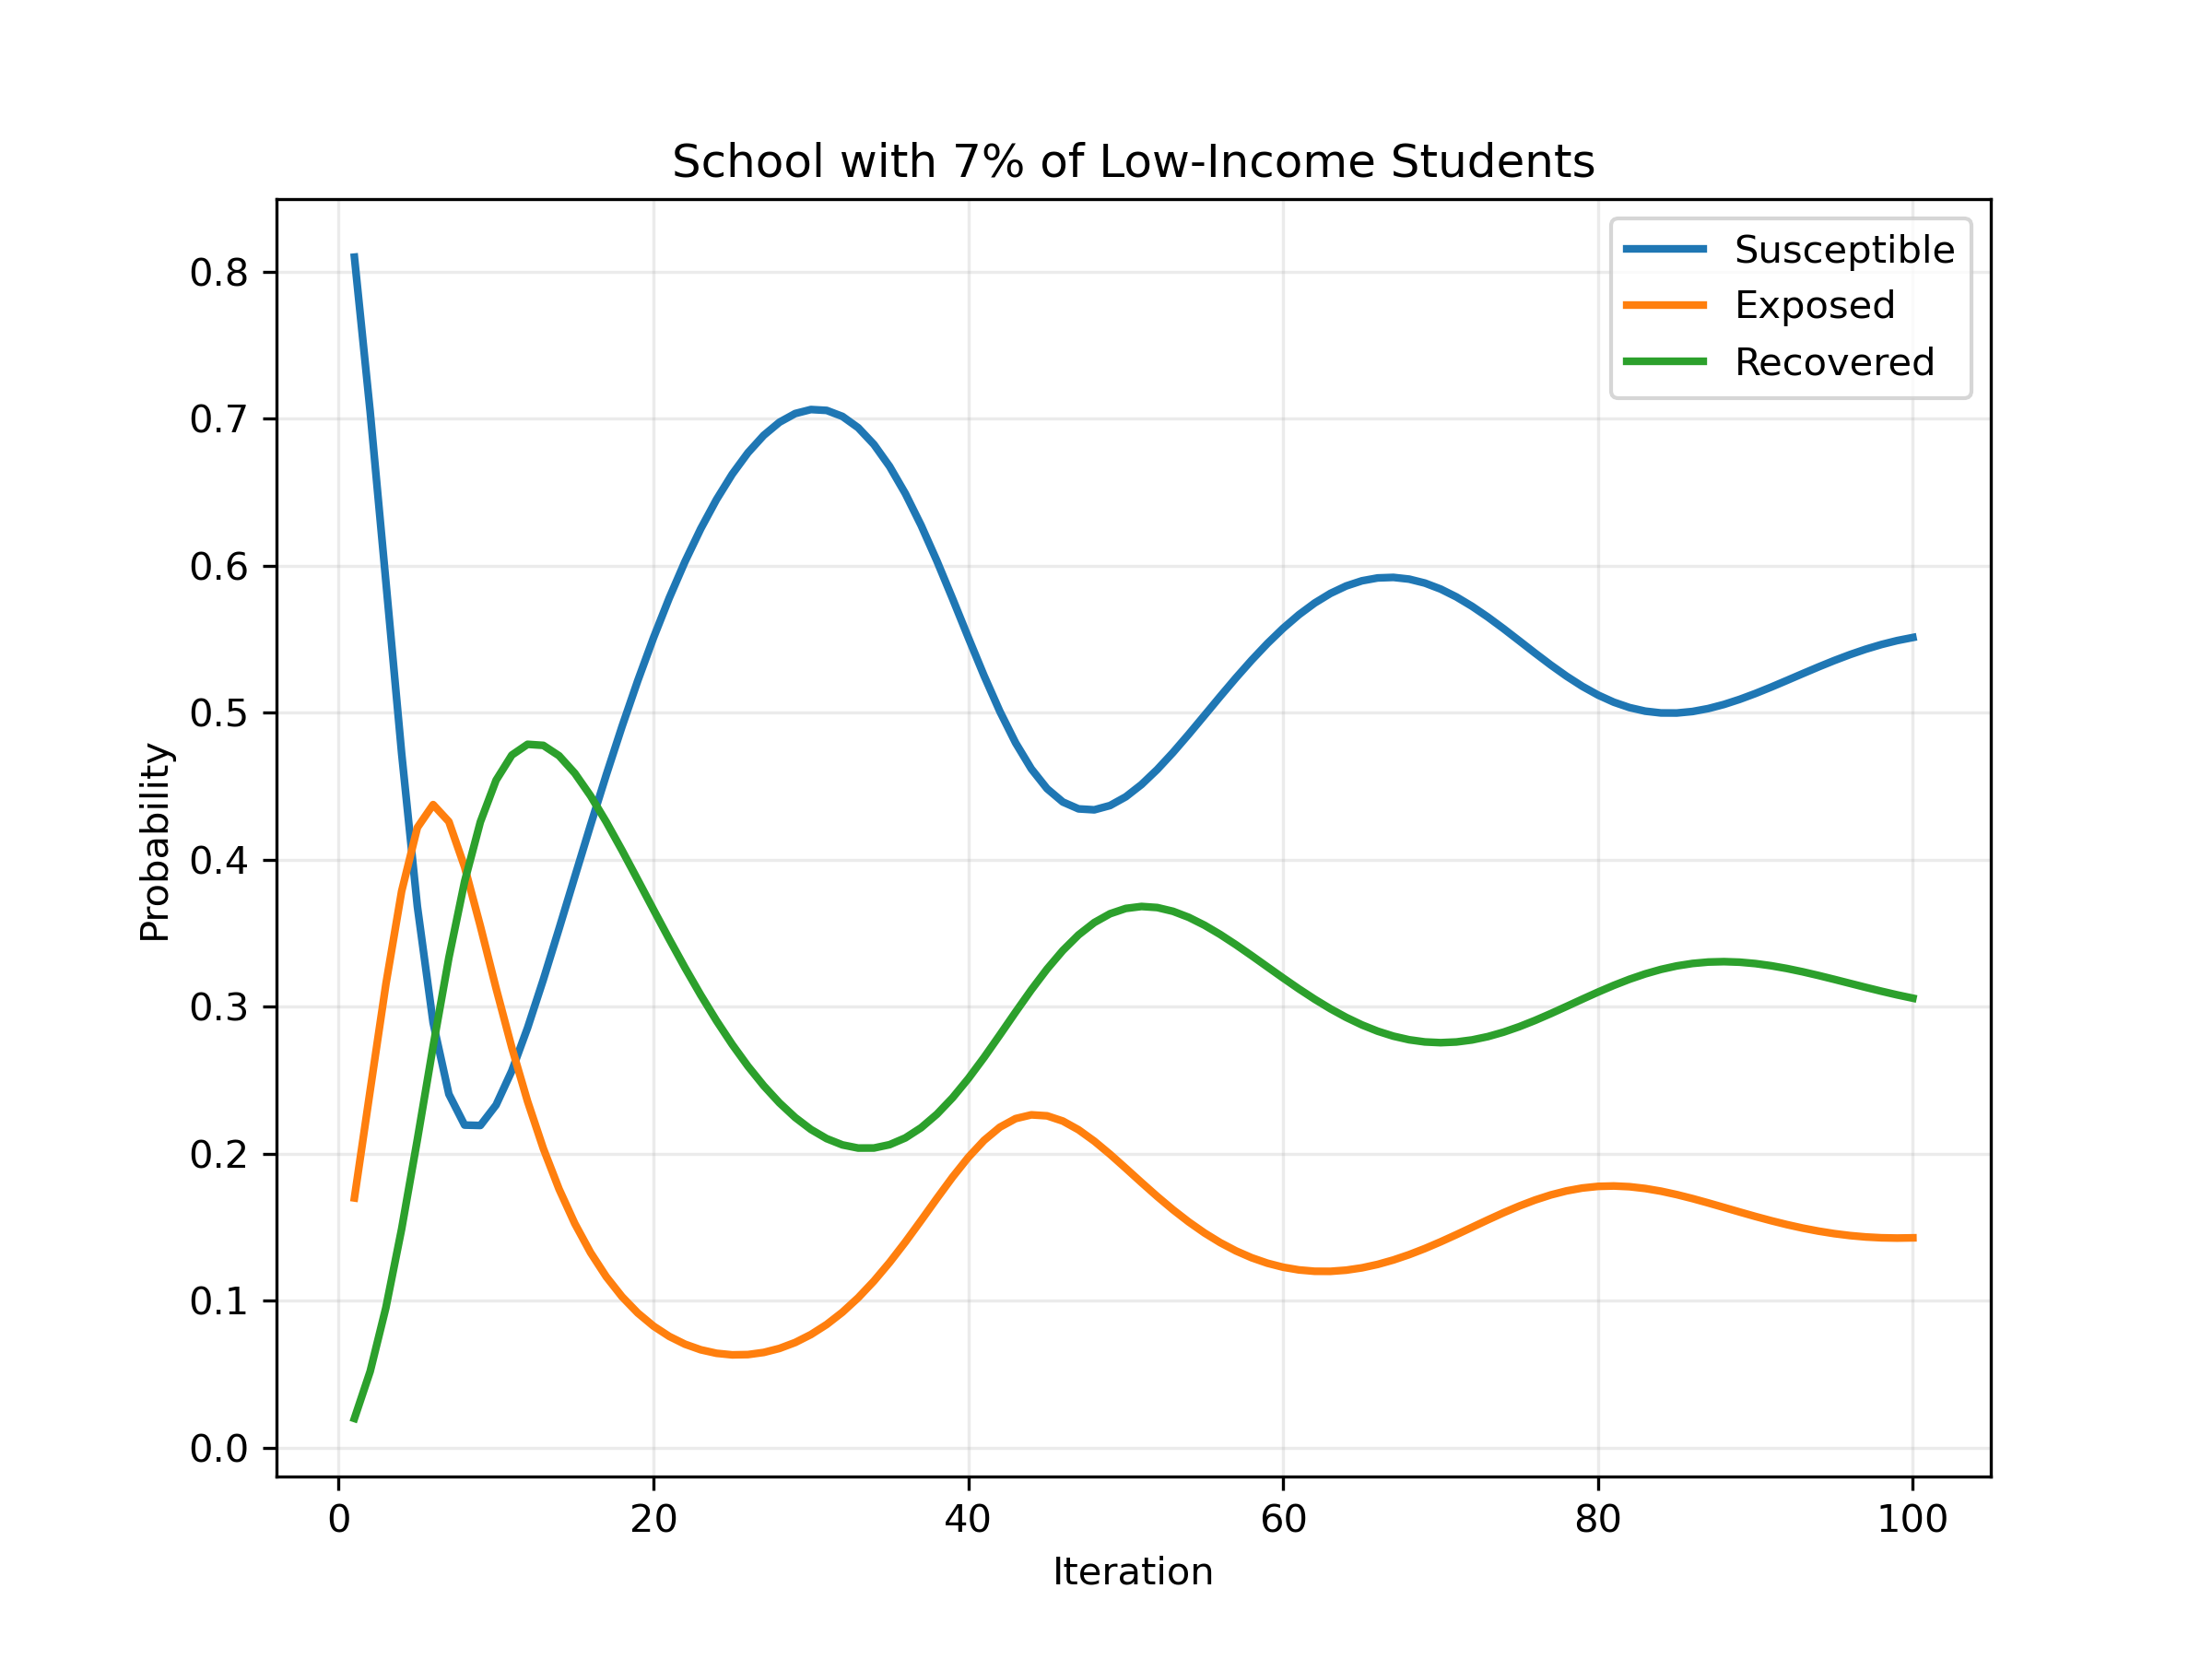 School with 7% of Low-Income Students
Susceptible
Exposed
Recovered
Probability
0.8
0.7
0.6
0.5
0.4
0.3
0.2
0.1
0.0
0 20 40 60 80 100
Iteration